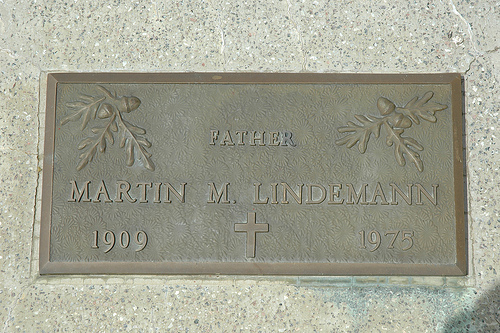 FATHER
MARTIN M. LINDEMANN
1909 1975